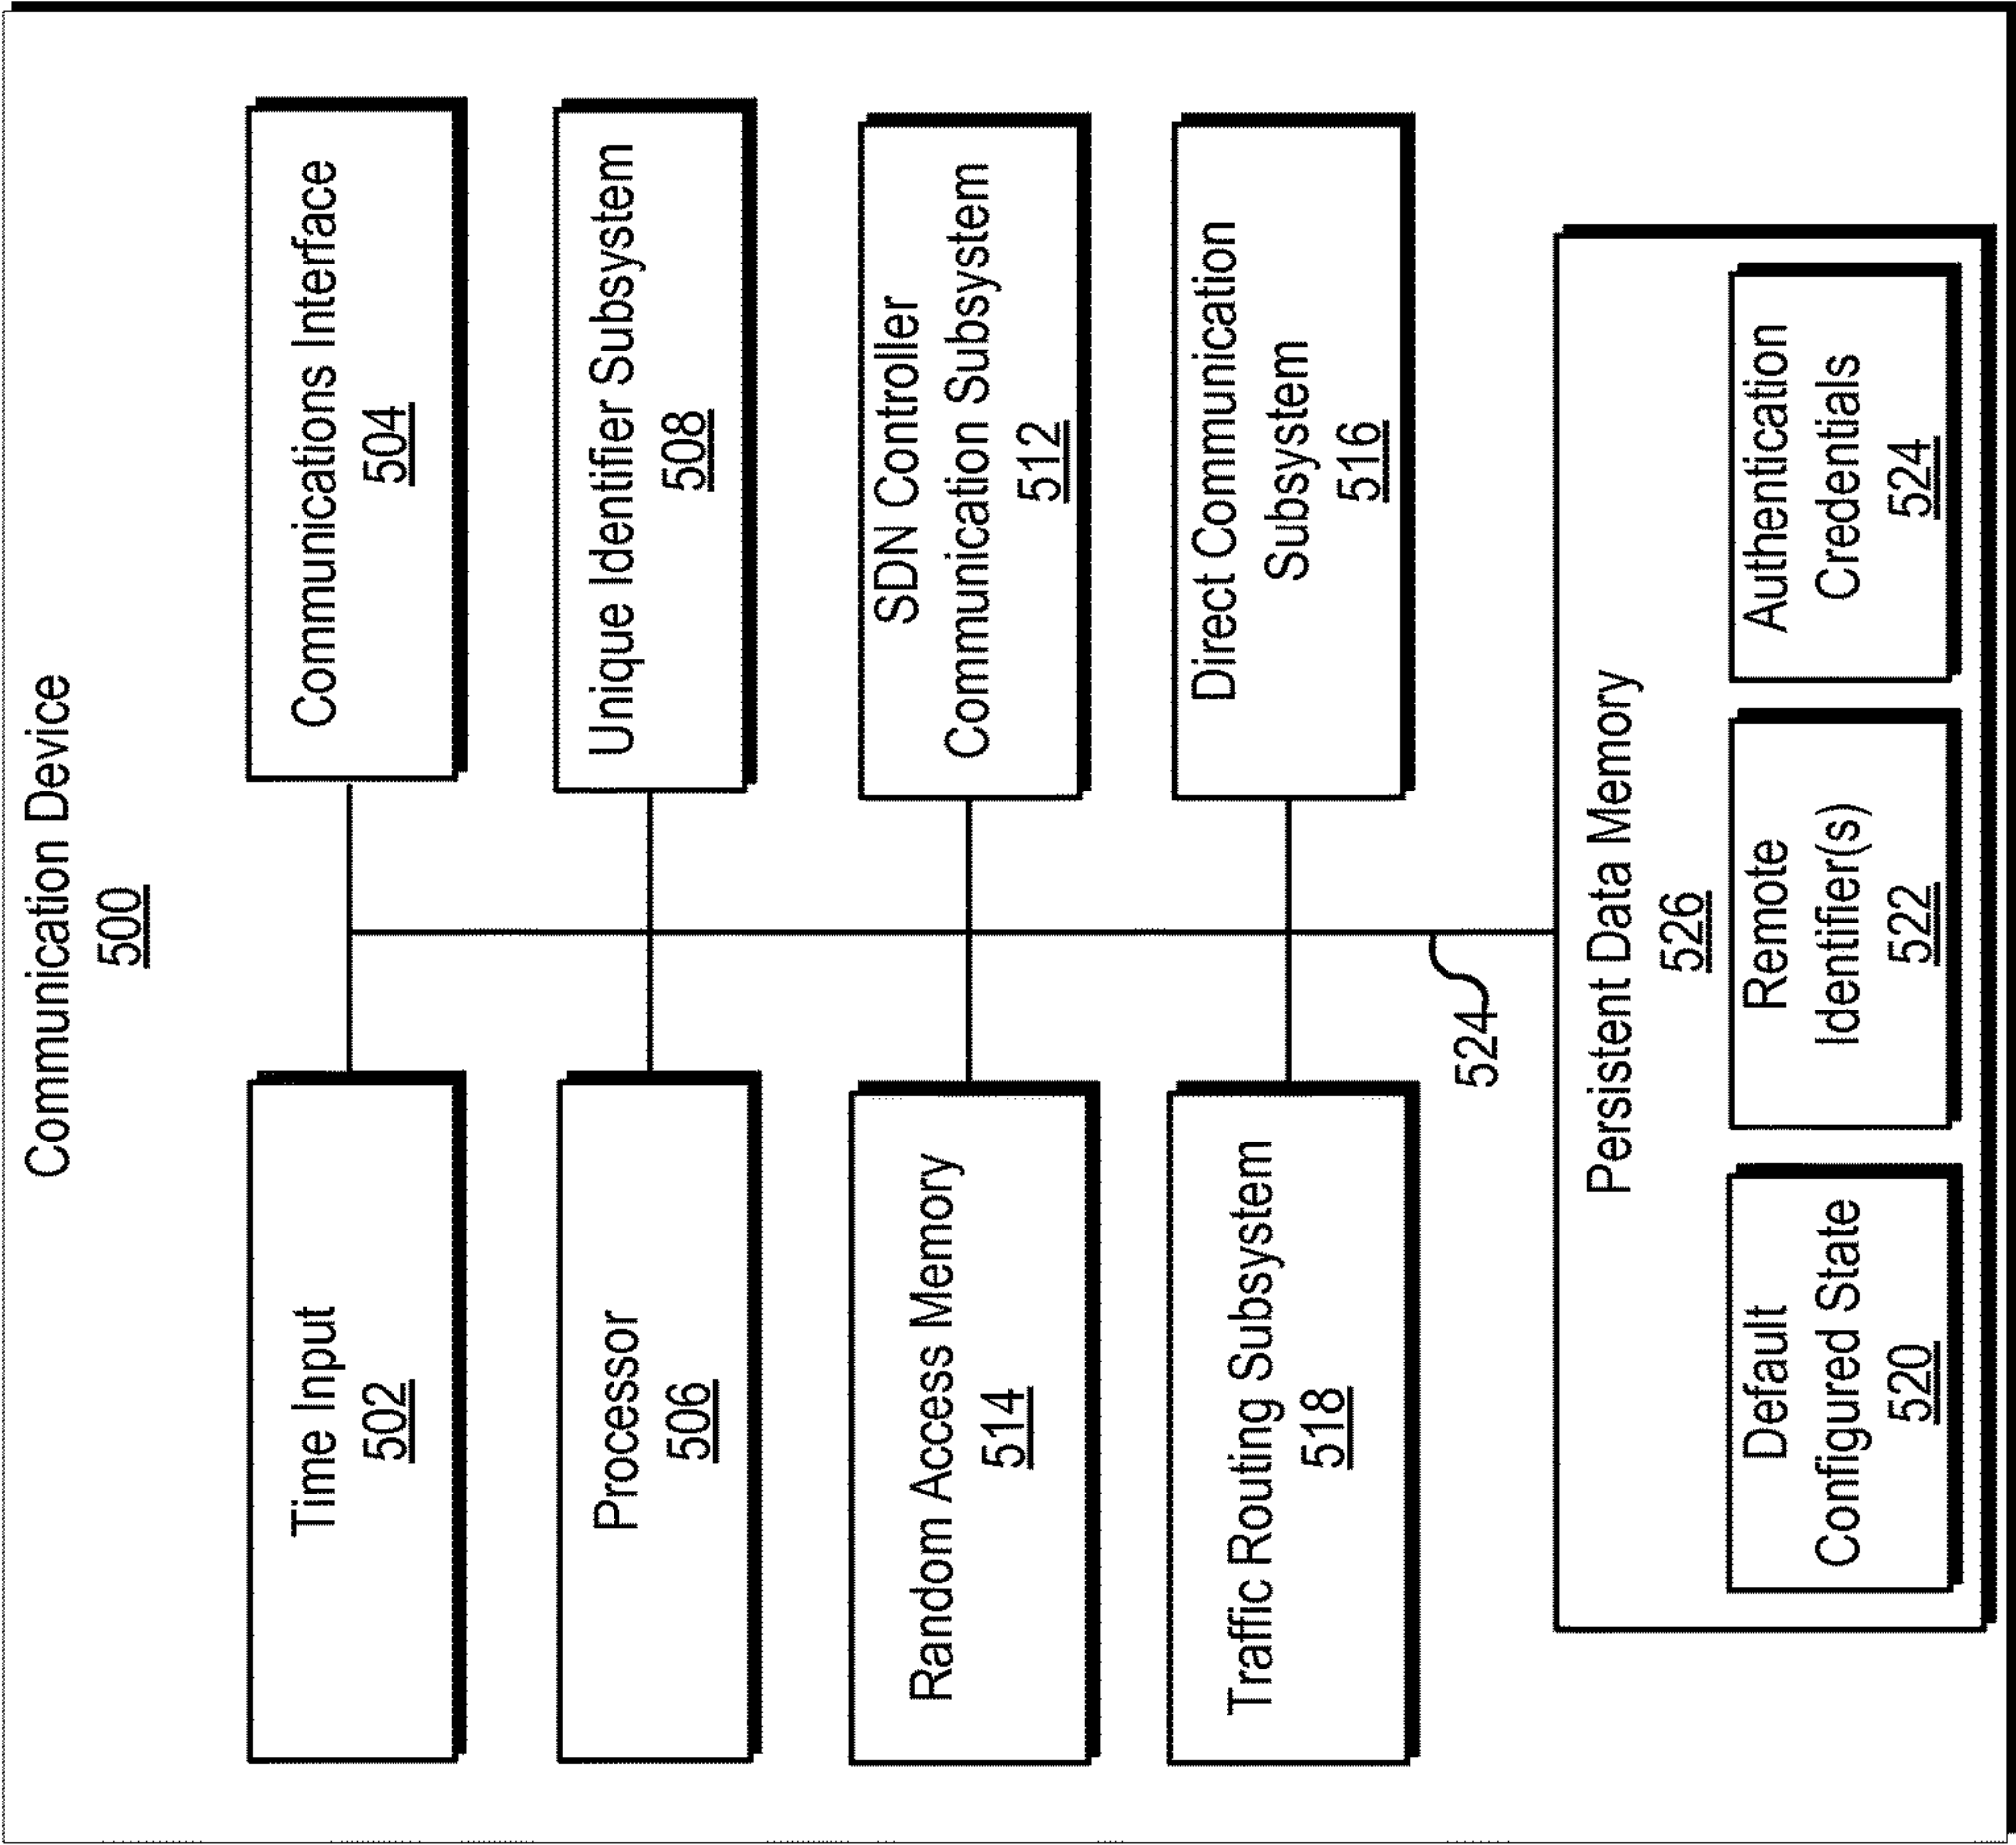 Communication Device
500
Time Input
502
Communications Interface
504
Processor
506
Unique Identifier Subsystem
508
Random Access Memory
514
SDN Controller
Communication Subsystem
512
Traffic Routing Subsystem
518
Direct Communication
Subsystem
516
524
Persistent Data Memory
526
Default
Configured State
520
Remote
Identifier(s)
522
Authentication
Credentials
524